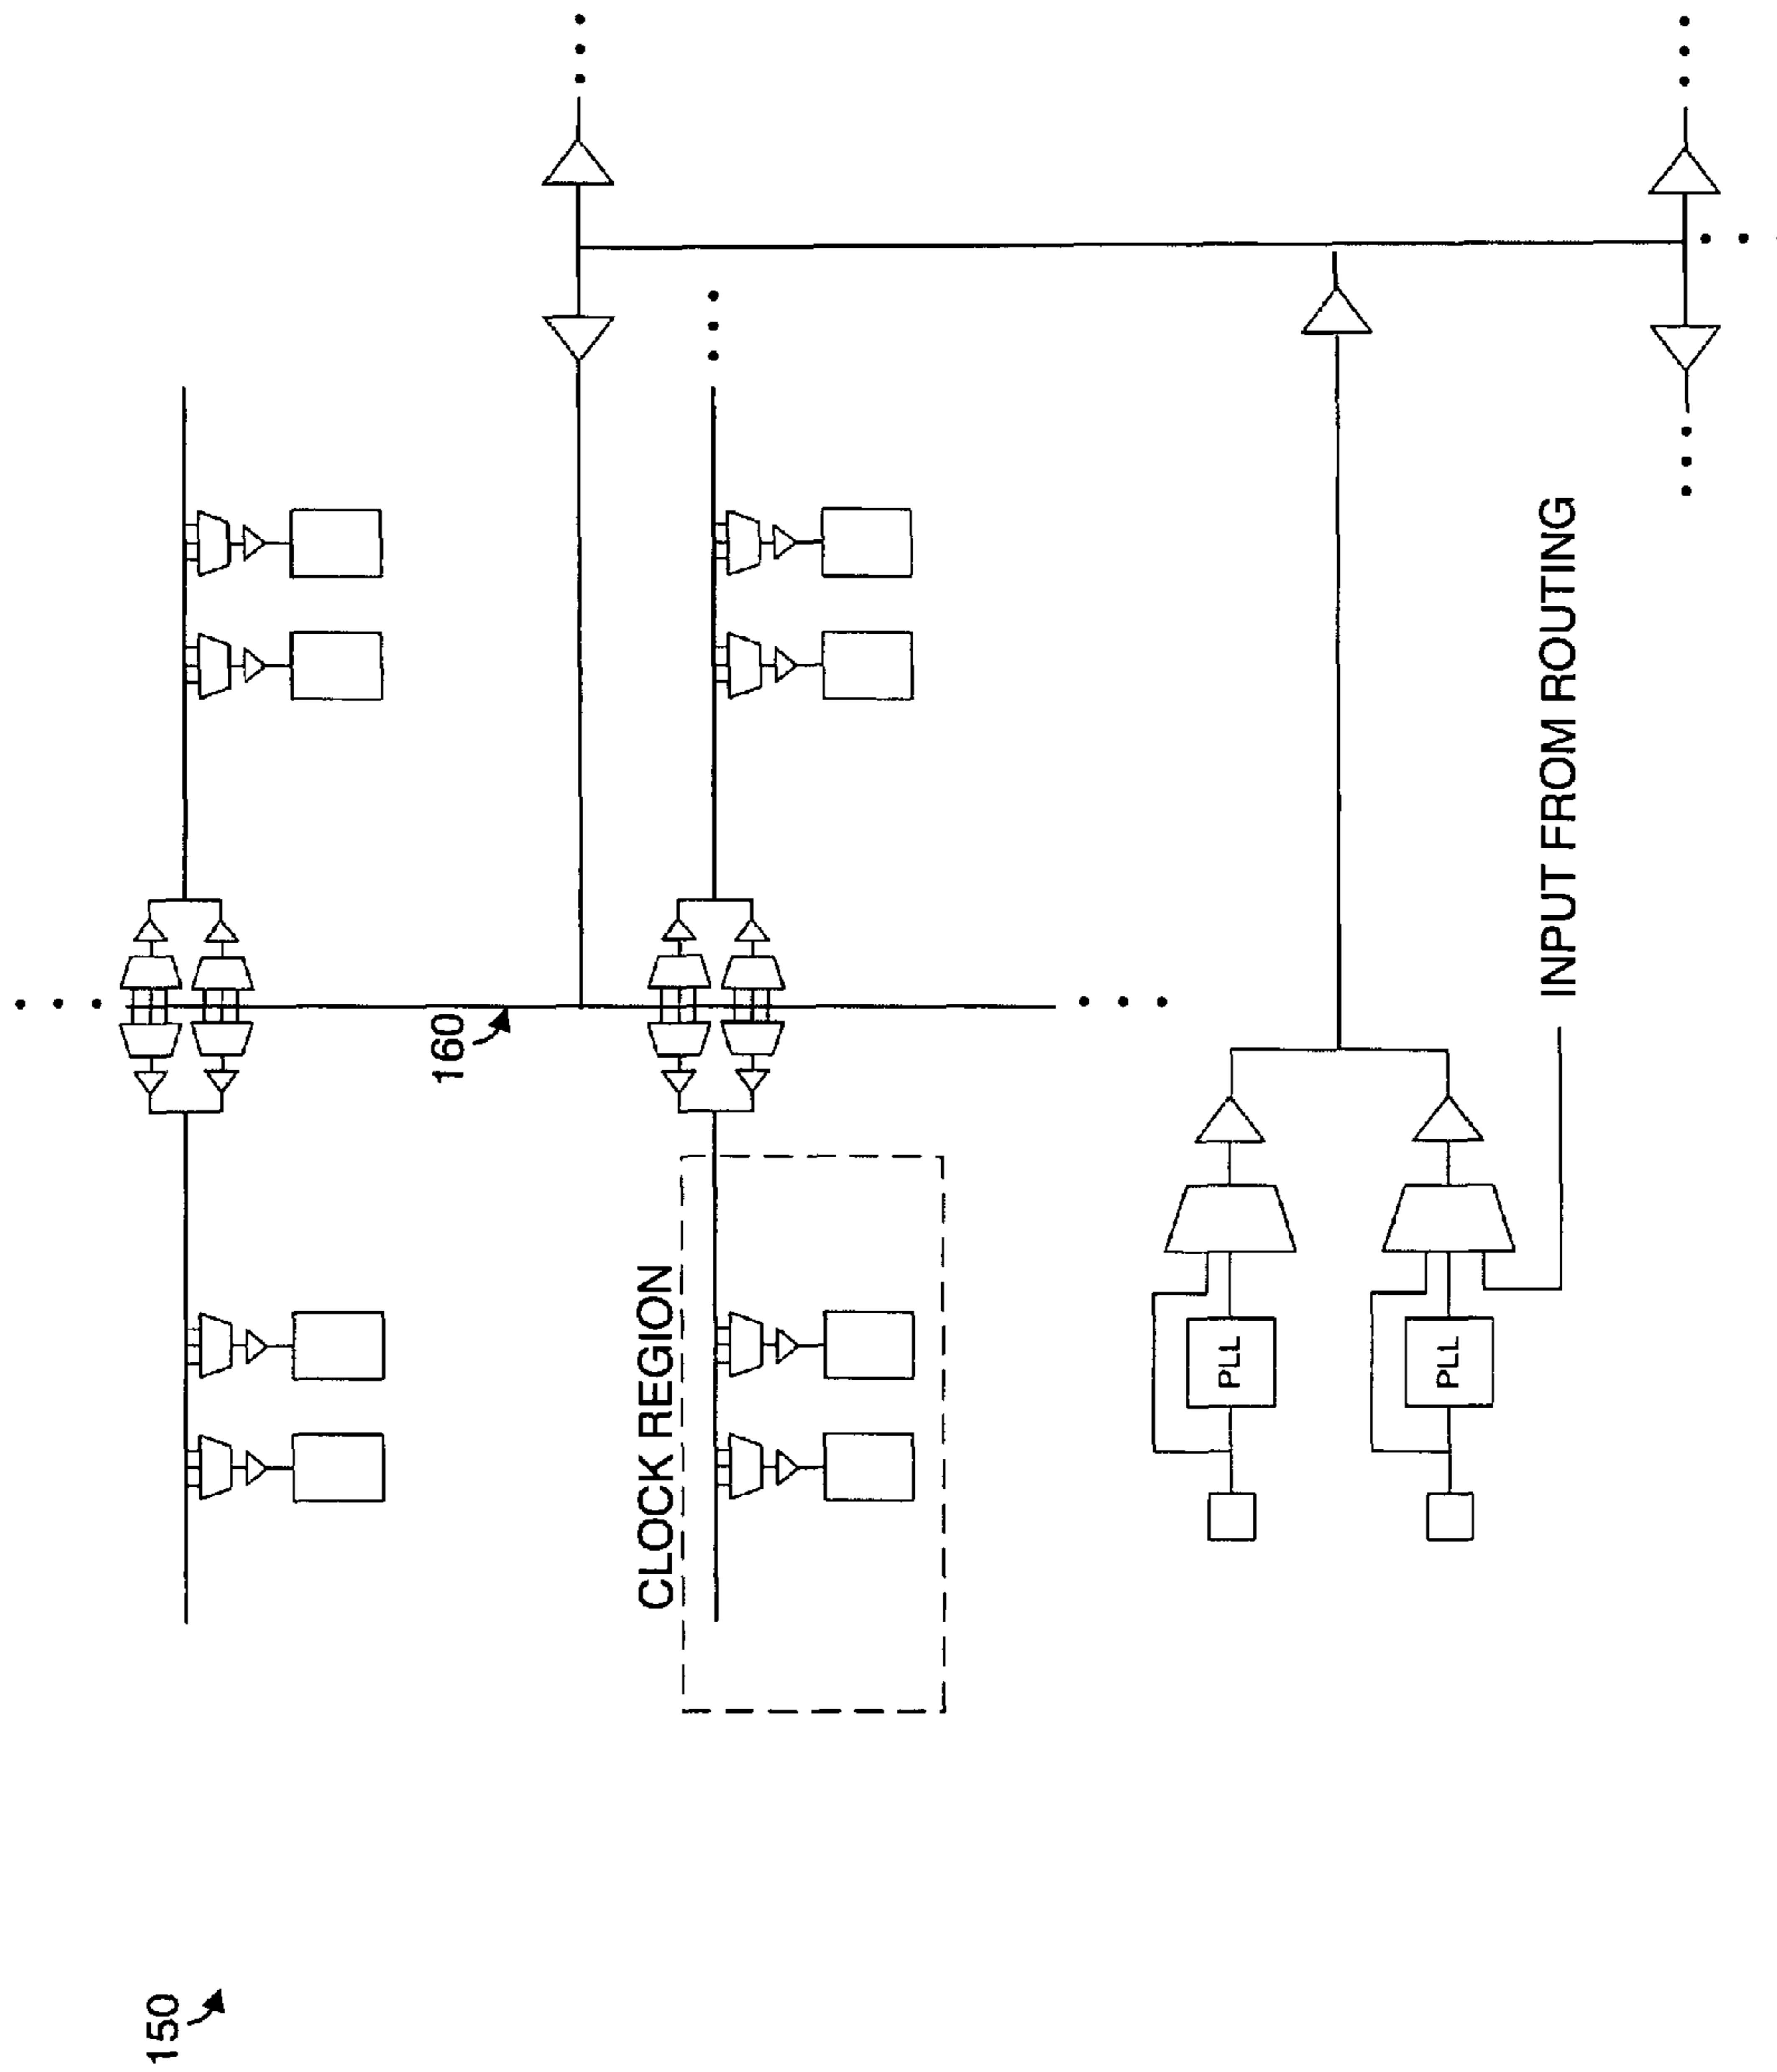 150
160
CLOCK REGION
PLL
PLL
INPUT FROM ROUTING